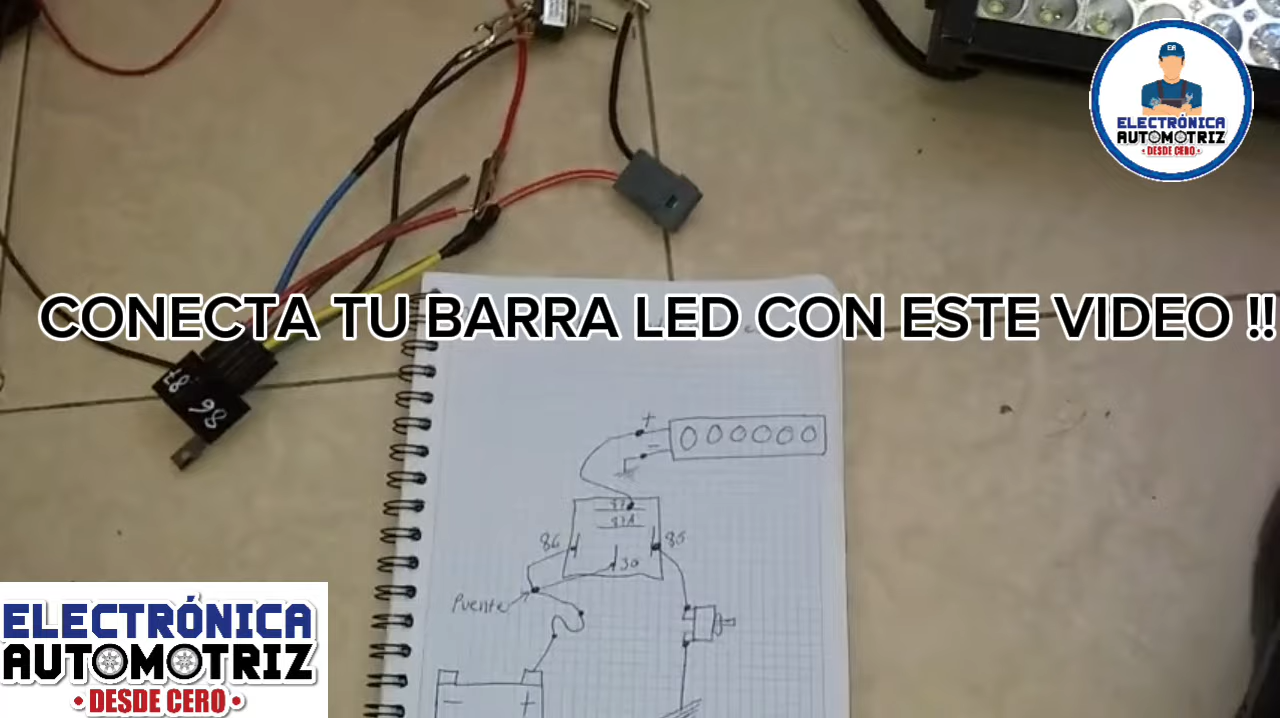 ELECTRÓNICA
AUTOMOTRIZ
• DESDE CERO •
CONECTA TU BARRA LED CON ESTE VIDEO !!
87
86
+
-
87
87A
86
85
30
Puente
- +
ELECTRÓNICA
AUTOMOTRIZ
• DESDE CERO •